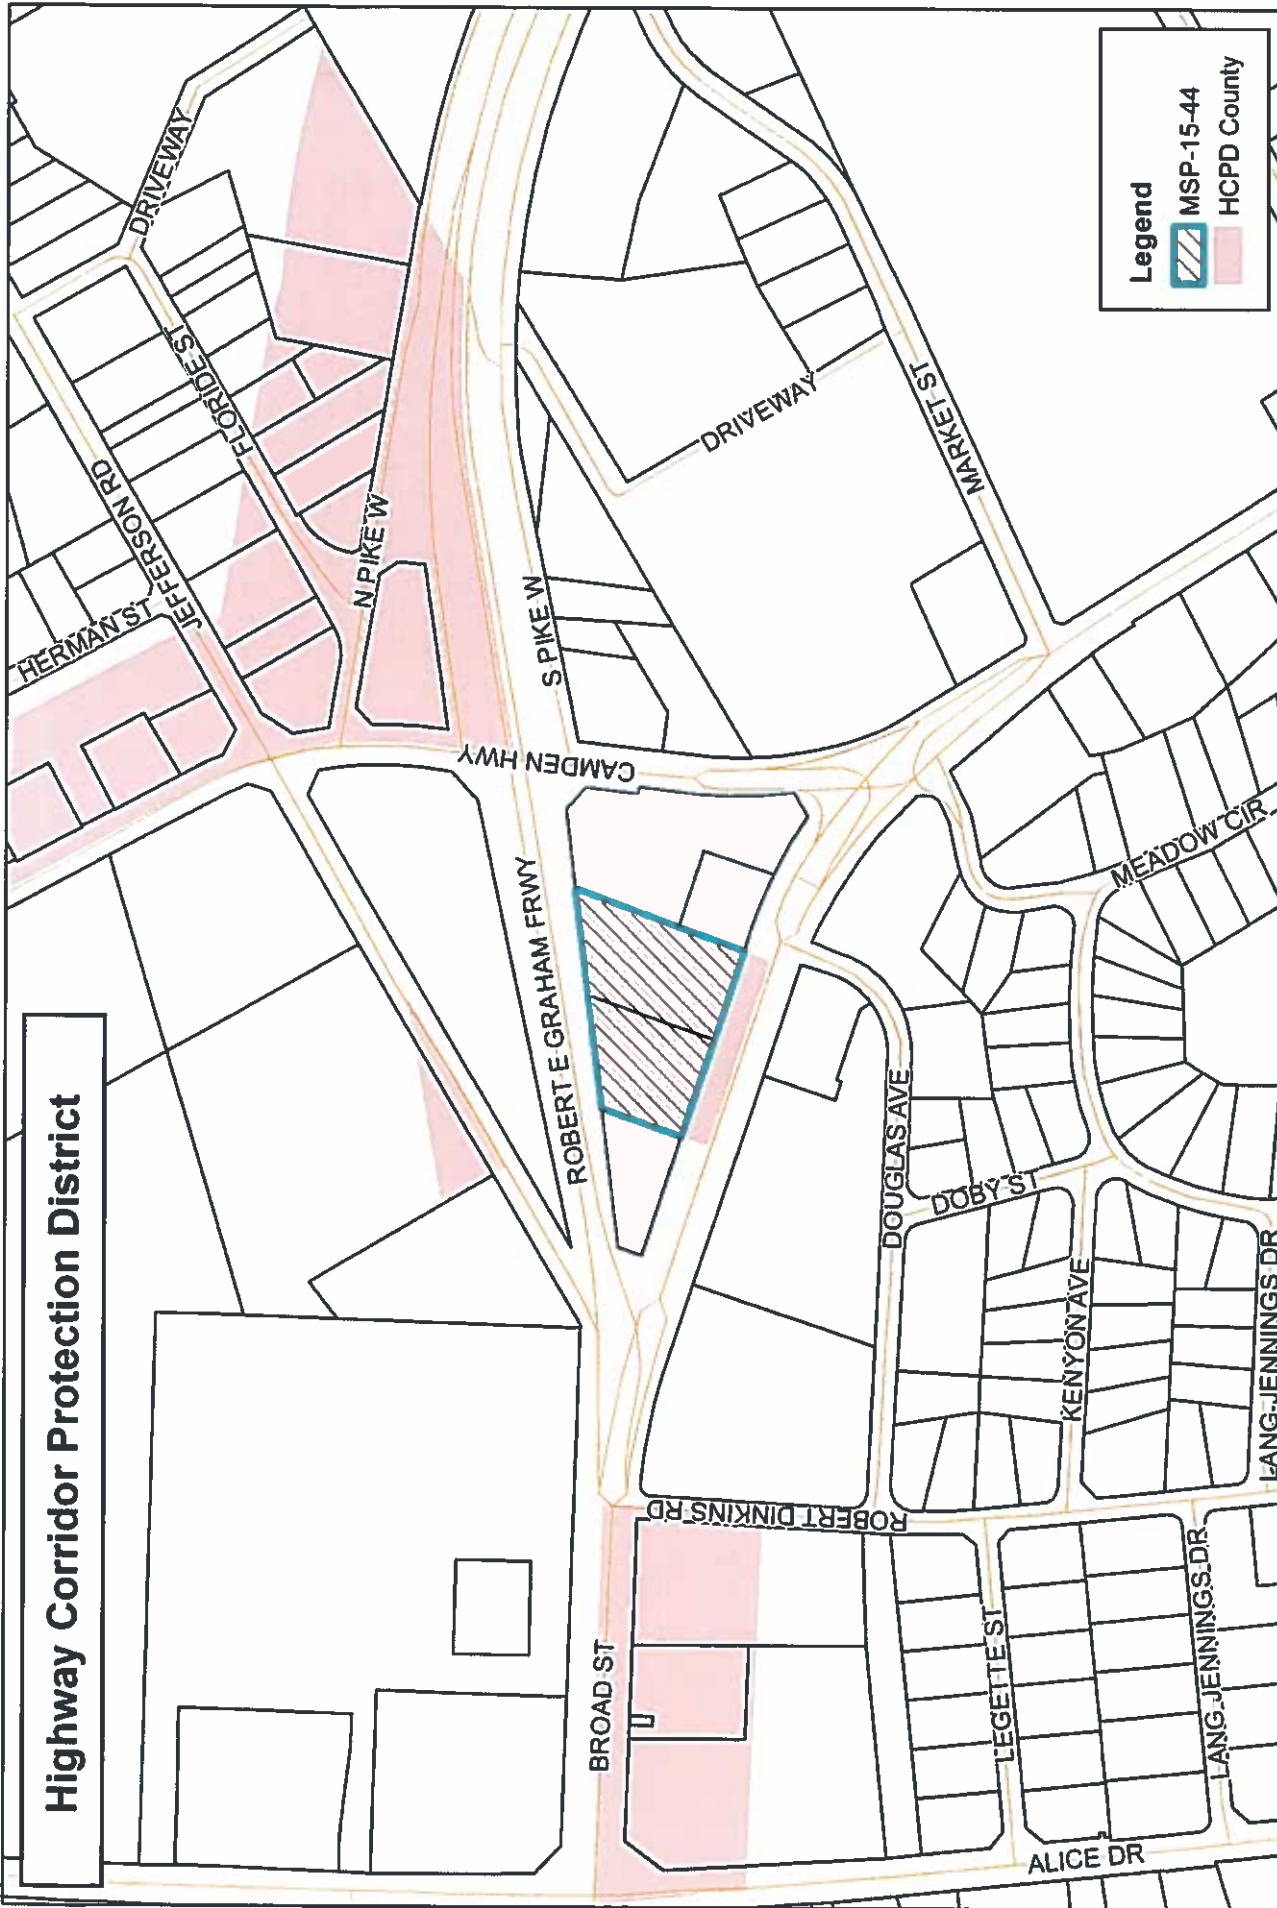 Highway Corridor Protection District
Legend
MSP-15-44
HCPD County
HERMAN ST
JEFFERSON RD
FLORIDE ST
DRIVEWAY
N PIKE W
S PIKE W
CAMDEN HWY
ROBERT E GRAHAM FRWY
DRIVEWAY
MARKET ST
BROAD ST
ROBERT DINKINS RD
DOUGLAS AVE
DOBY ST
MEADOW CIR
KENYON AVE
LANG JENNINGS DR
LEGETTE ST
LANG JENNINGS DR
ALICE DR